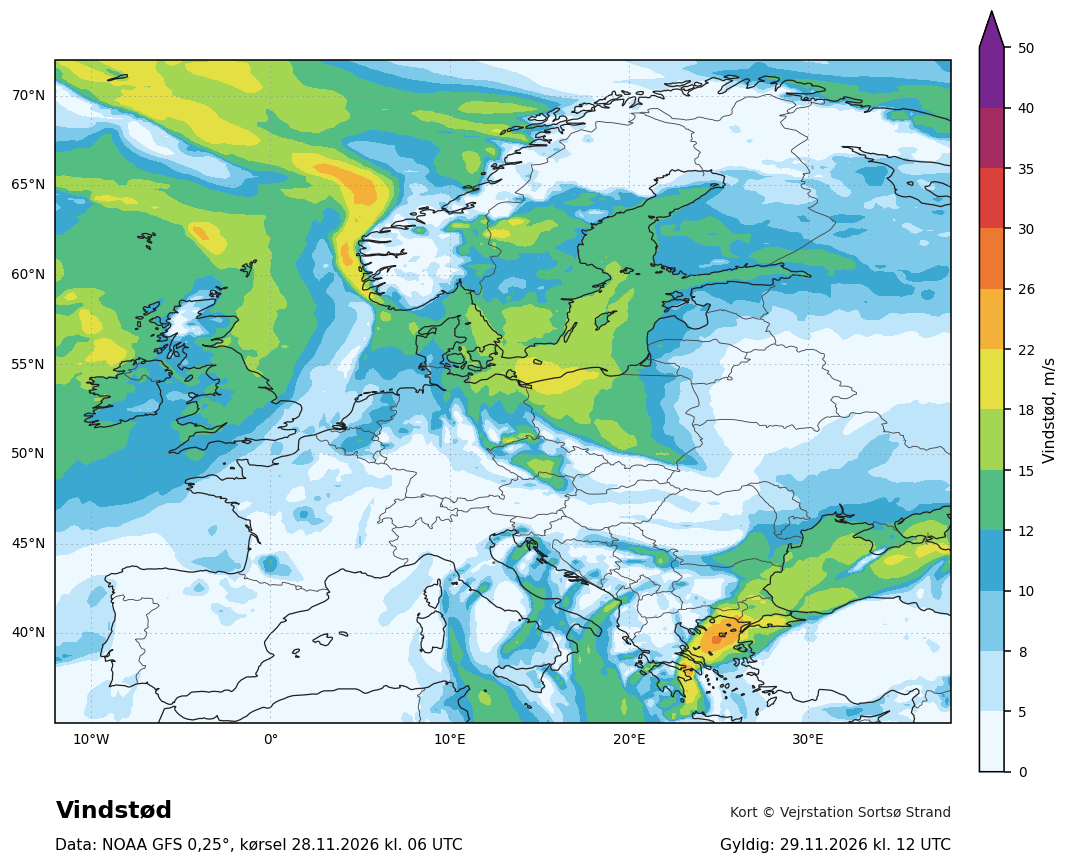 50
40
35
30
26
22
18
15
12
10
8
5
0
Vindstød, m/s
70°N
65°N
60°N
55°N
50°N
45°N
40°N
10°W
0°
10°E
20°E
30°E
Vindstød
Kort © Vejrstation Sortsø Strand
Data: NOAA GFS 0,25°, kørsel 28.11.2026 kl. 06 UTC
Gyldig: 29.11.2026 kl. 12 UTC